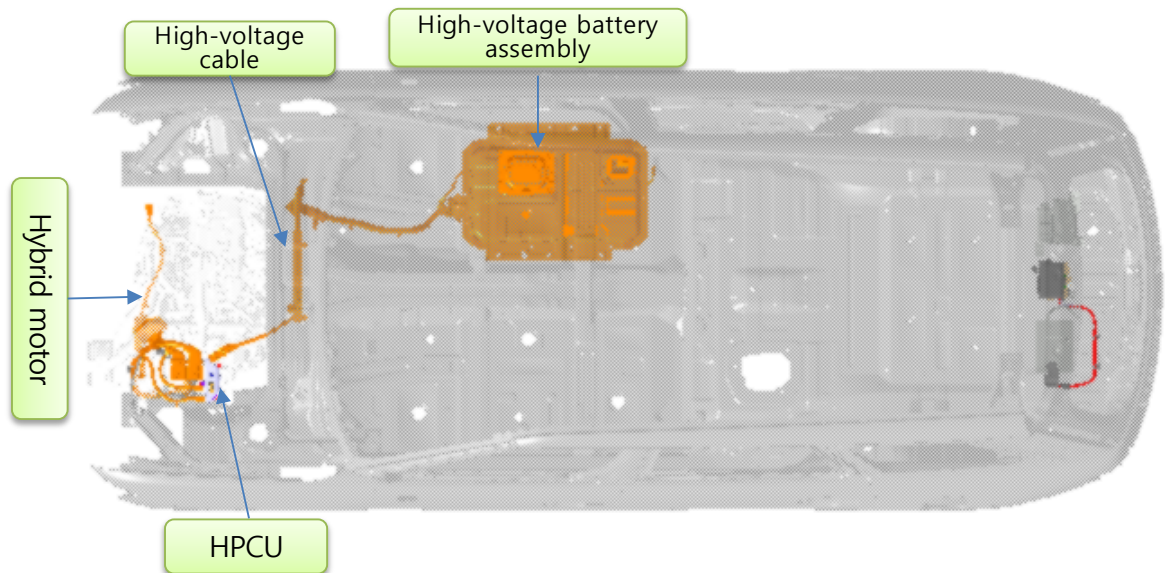 High-voltage
cable
High-voltage battery
assembly
Hybrid motor
HPCU